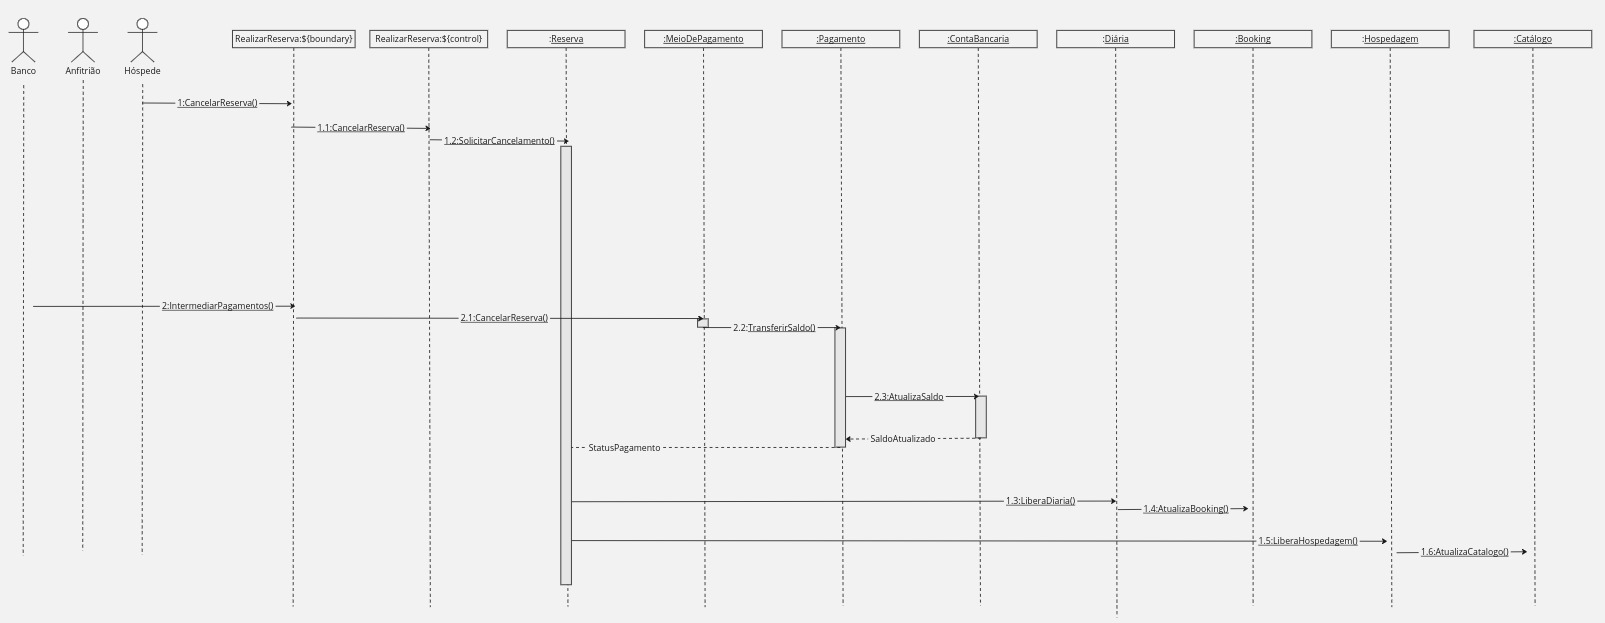 RealizarReserva:${boundary}
RealizarReserva:${control}
:Reserva
:MeioDePagamento
:Pagamento
:ContaBancaria
:Diária
:Booking
:Hospedagem
:Catálogo
Banco
Anfitrião
Hóspede
1:CancelarReserva()
1.1:CancelarReserva()
1.2:SolicitarCancelamento()
2:IntermediarPagamentos()
2.1:CancelarReserva()
2.2:TransferirSaldo()
2.3:AtualizaSaldo
SaldoAtualizado
StatusPagamento
1.3:LiberaDiaria()
1.4:AtualizaBooking()
1.5:LiberaHospedagem()
1.6:AtualizaCatalogo()